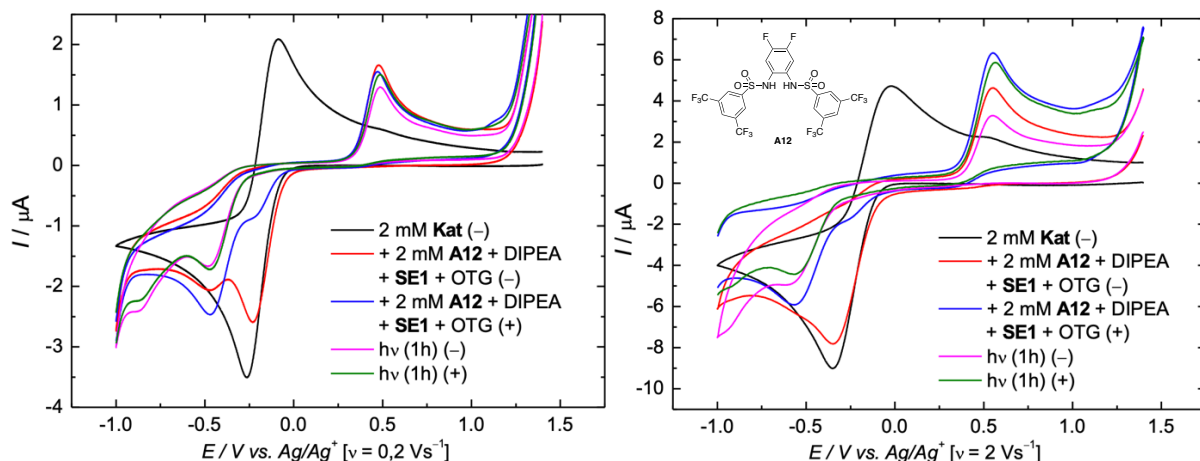 2
1
0
-1
-2
-3
-4
I / µA
-1.0
-0.5
0.0
0.5
1.0
1.5
E / V vs. Ag/Ag⁺ [ν = 0,2 Vs⁻¹]
2 mM Kat (−)
+ 2 mM A12 + DIPEA
+ SE1 + OTG (−)
+ 2 mM A12 + DIPEA
+ SE1 + OTG (+)
hν (1h) (−)
hν (1h) (+)
8
6
4
2
0
-2
-4
-6
-8
-10
I / µA
-1.0
-0.5
0.0
0.5
1.0
1.5
E / V vs. Ag/Ag⁺ [ν = 2 Vs⁻¹]
F F
O O
S NH HN S
O O
F₃C CF₃
CF₃ CF₃
A12
2 mM Kat (−)
+ 2 mM A12 + DIPEA
+ SE1 + OTG (−)
+ 2 mM A12 + DIPEA
+ SE1 + OTG (+)
hν (1h) (−)
hν (1h) (+)